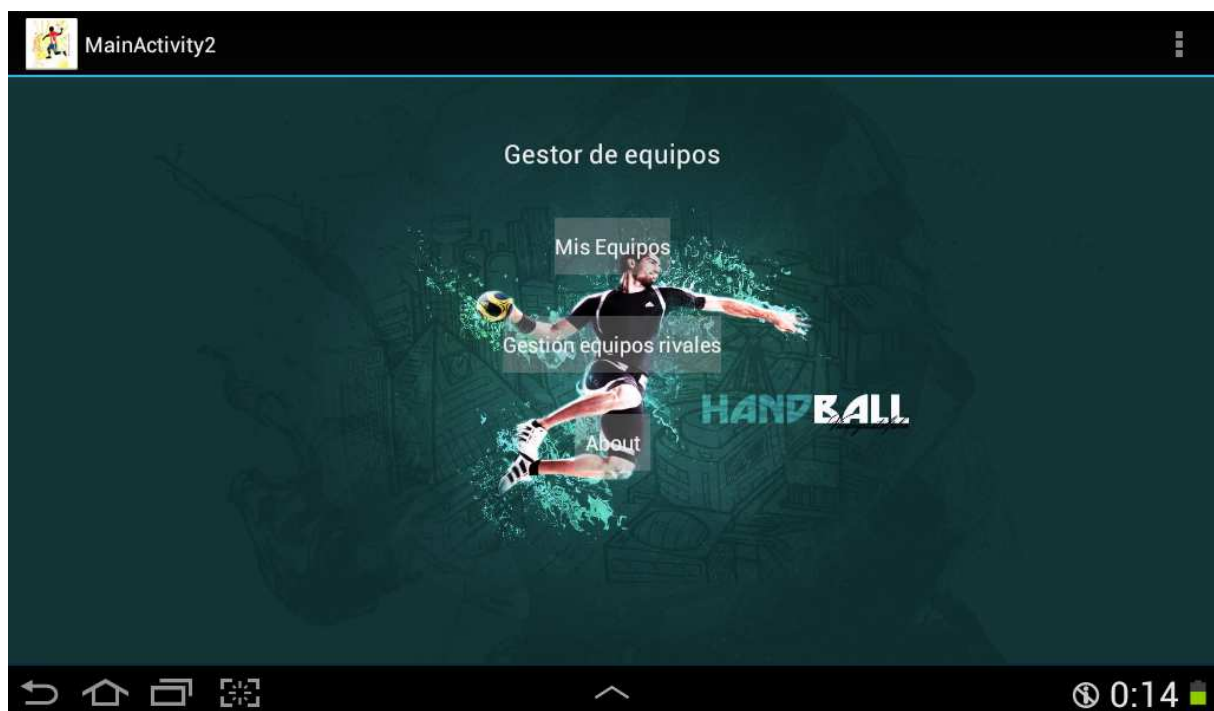 MainActivity2
Gestor de equipos
Mis Equipos
Gestión equipos rivales
HANDBALL
About
0:14